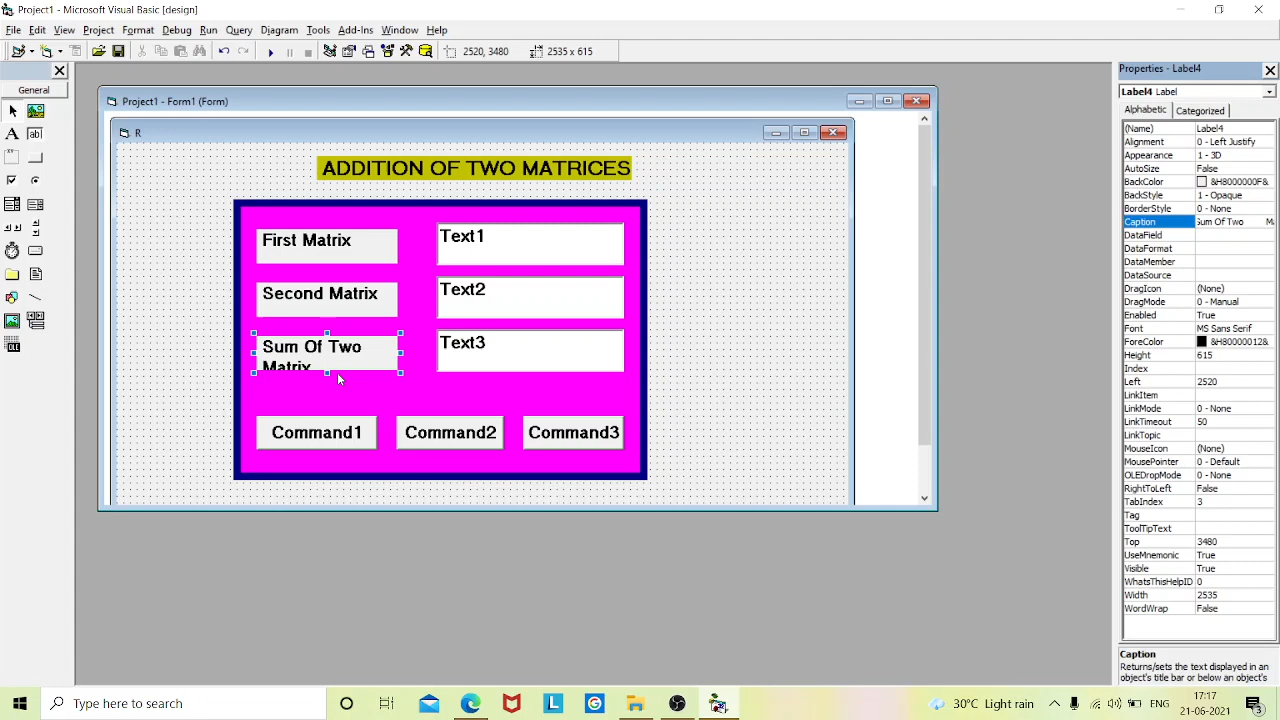 Project1 - Microsoft Visual Basic [design]
File Edit View Project Format Debug Run Query Diagram Tools Add-Ins Window Help
2520, 3480 2535 x 615
General
Project1 - Form1 (Form)
R
ADDITION OF TWO MATRICES
First Matrix Text1
Second Matrix Text2
Sum Of Two Text3
Matrix
Command1 Command2 Command3
Properties - Label4
Label4 Label
Alphabetic Categorized
(Name) Label4
Alignment 0 - Left Justify
Appearance 1 - 3D
AutoSize False
BackColor &H8000000F&
BackStyle 1 - Opaque
BorderStyle 0 - None
Caption Sum Of Two Ma
DataField
DataFormat
DataMember
DataSource
DragIcon (None)
DragMode 0 - Manual
Enabled True
Font MS Sans Serif
ForeColor &H80000012&
Height 615
Index
Left 2520
LinkItem
LinkMode 0 - None
LinkTimeout 50
LinkTopic
MouseIcon (None)
MousePointer 0 - Default
OLEDropMode 0 - None
RightToLeft False
TabIndex 3
Tag
ToolTipText
Top 3480
UseMnemonic True
Visible True
WhatsThisHelpID 0
Width 2535
WordWrap False
Caption
Returns/sets the text displayed in an
object's title bar or below an object's
Type here to search
30°C Light rain
ENG
17:17
21-06-2021
3